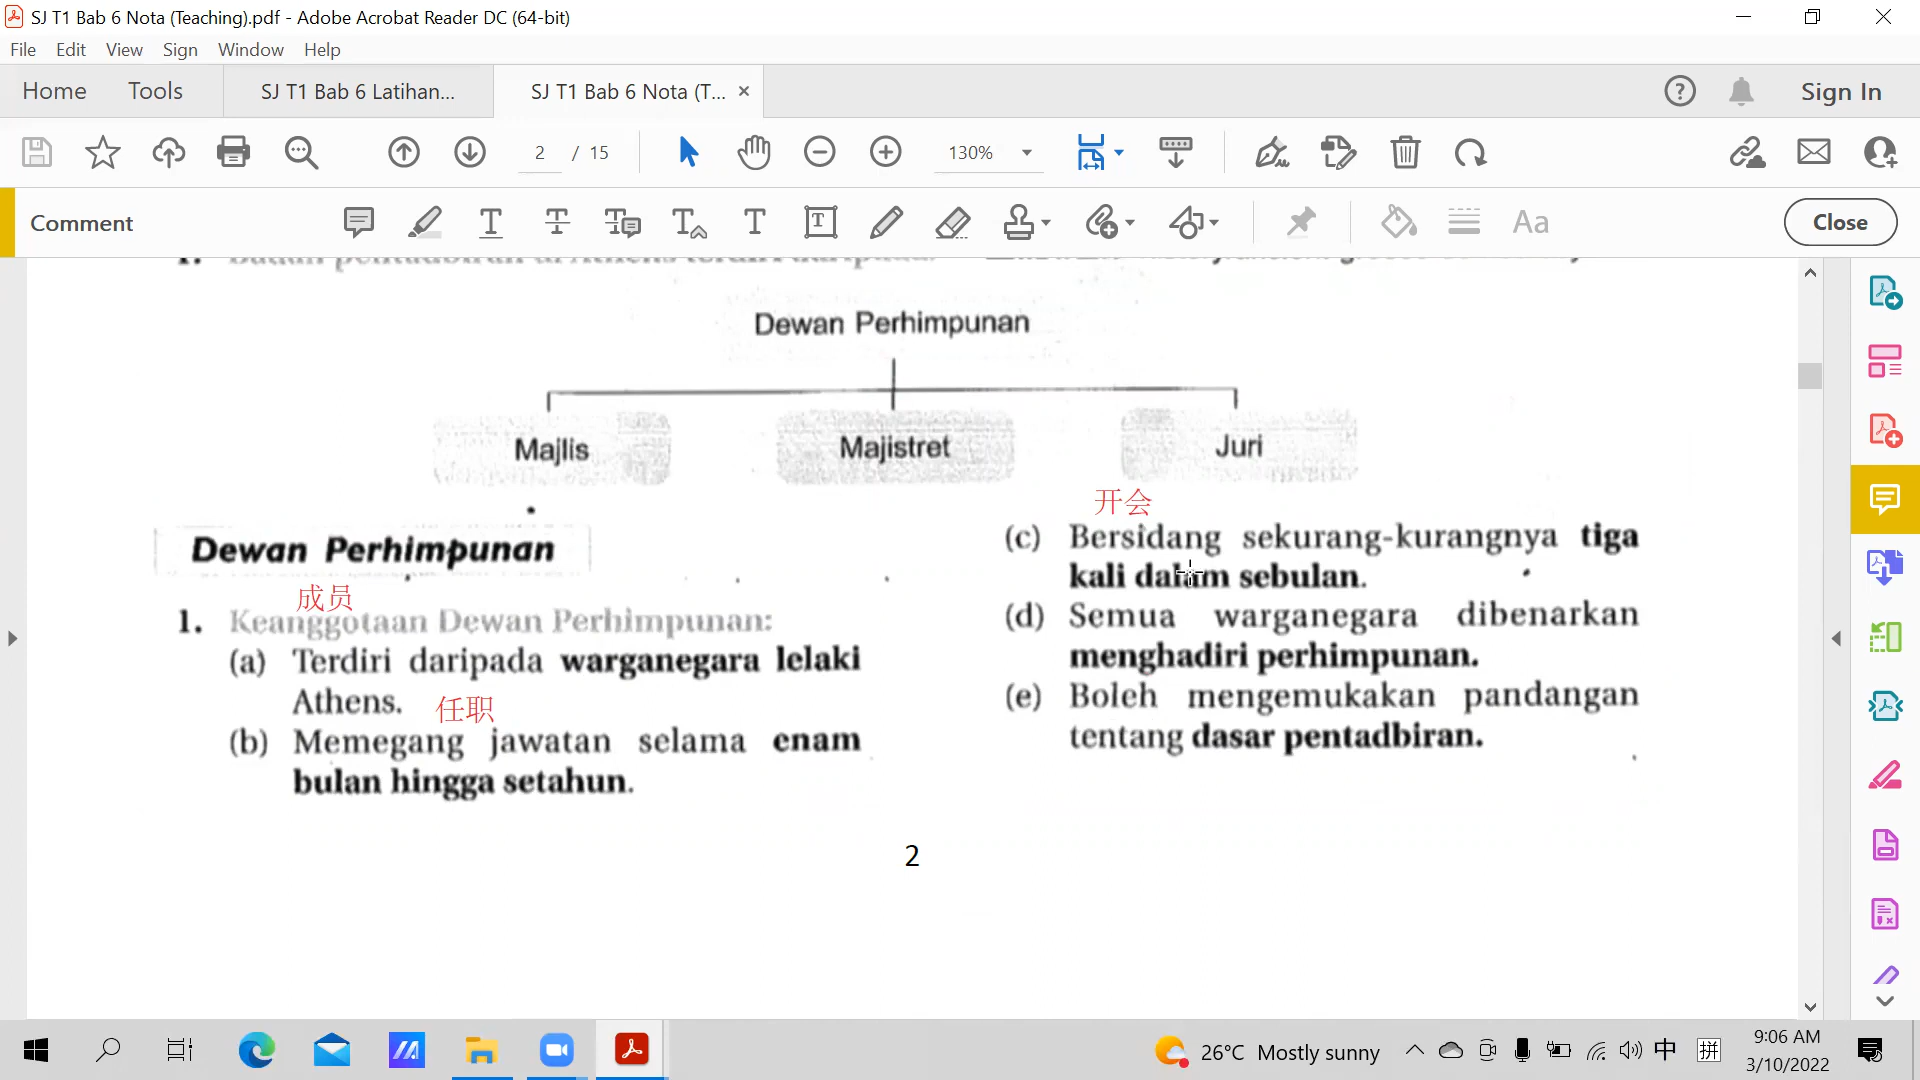 SJ T1 Bab 6 Nota (Teaching).pdf - Adobe Acrobat Reader DC (64-bit)
File Edit View Sign Window Help
Home Tools SJ T1 Bab 6 Latihan... SJ T1 Bab 6 Nota (T... × Sign In
2 / 15 130%
Comment Close
Dewan Perhimpunan
Majlis Majistret Juri
Dewan Perhimpunan
成员
1. Keanggotaan Dewan Perhimpunan:
(a) Terdiri daripada warganegara lelaki
Athens.
任职
(b) Memegang jawatan selama enam
bulan hingga setahun.
开会
(c) Bersidang sekurang-kurangnya tiga
kali dalam sebulan.
(d) Semua warganegara dibenarkan
menghadiri perhimpunan.
(e) Boleh mengemukakan pandangan
tentang dasar pentadbiran.
2
26°C Mostly sunny 中 拼 9:06 AM
3/10/2022